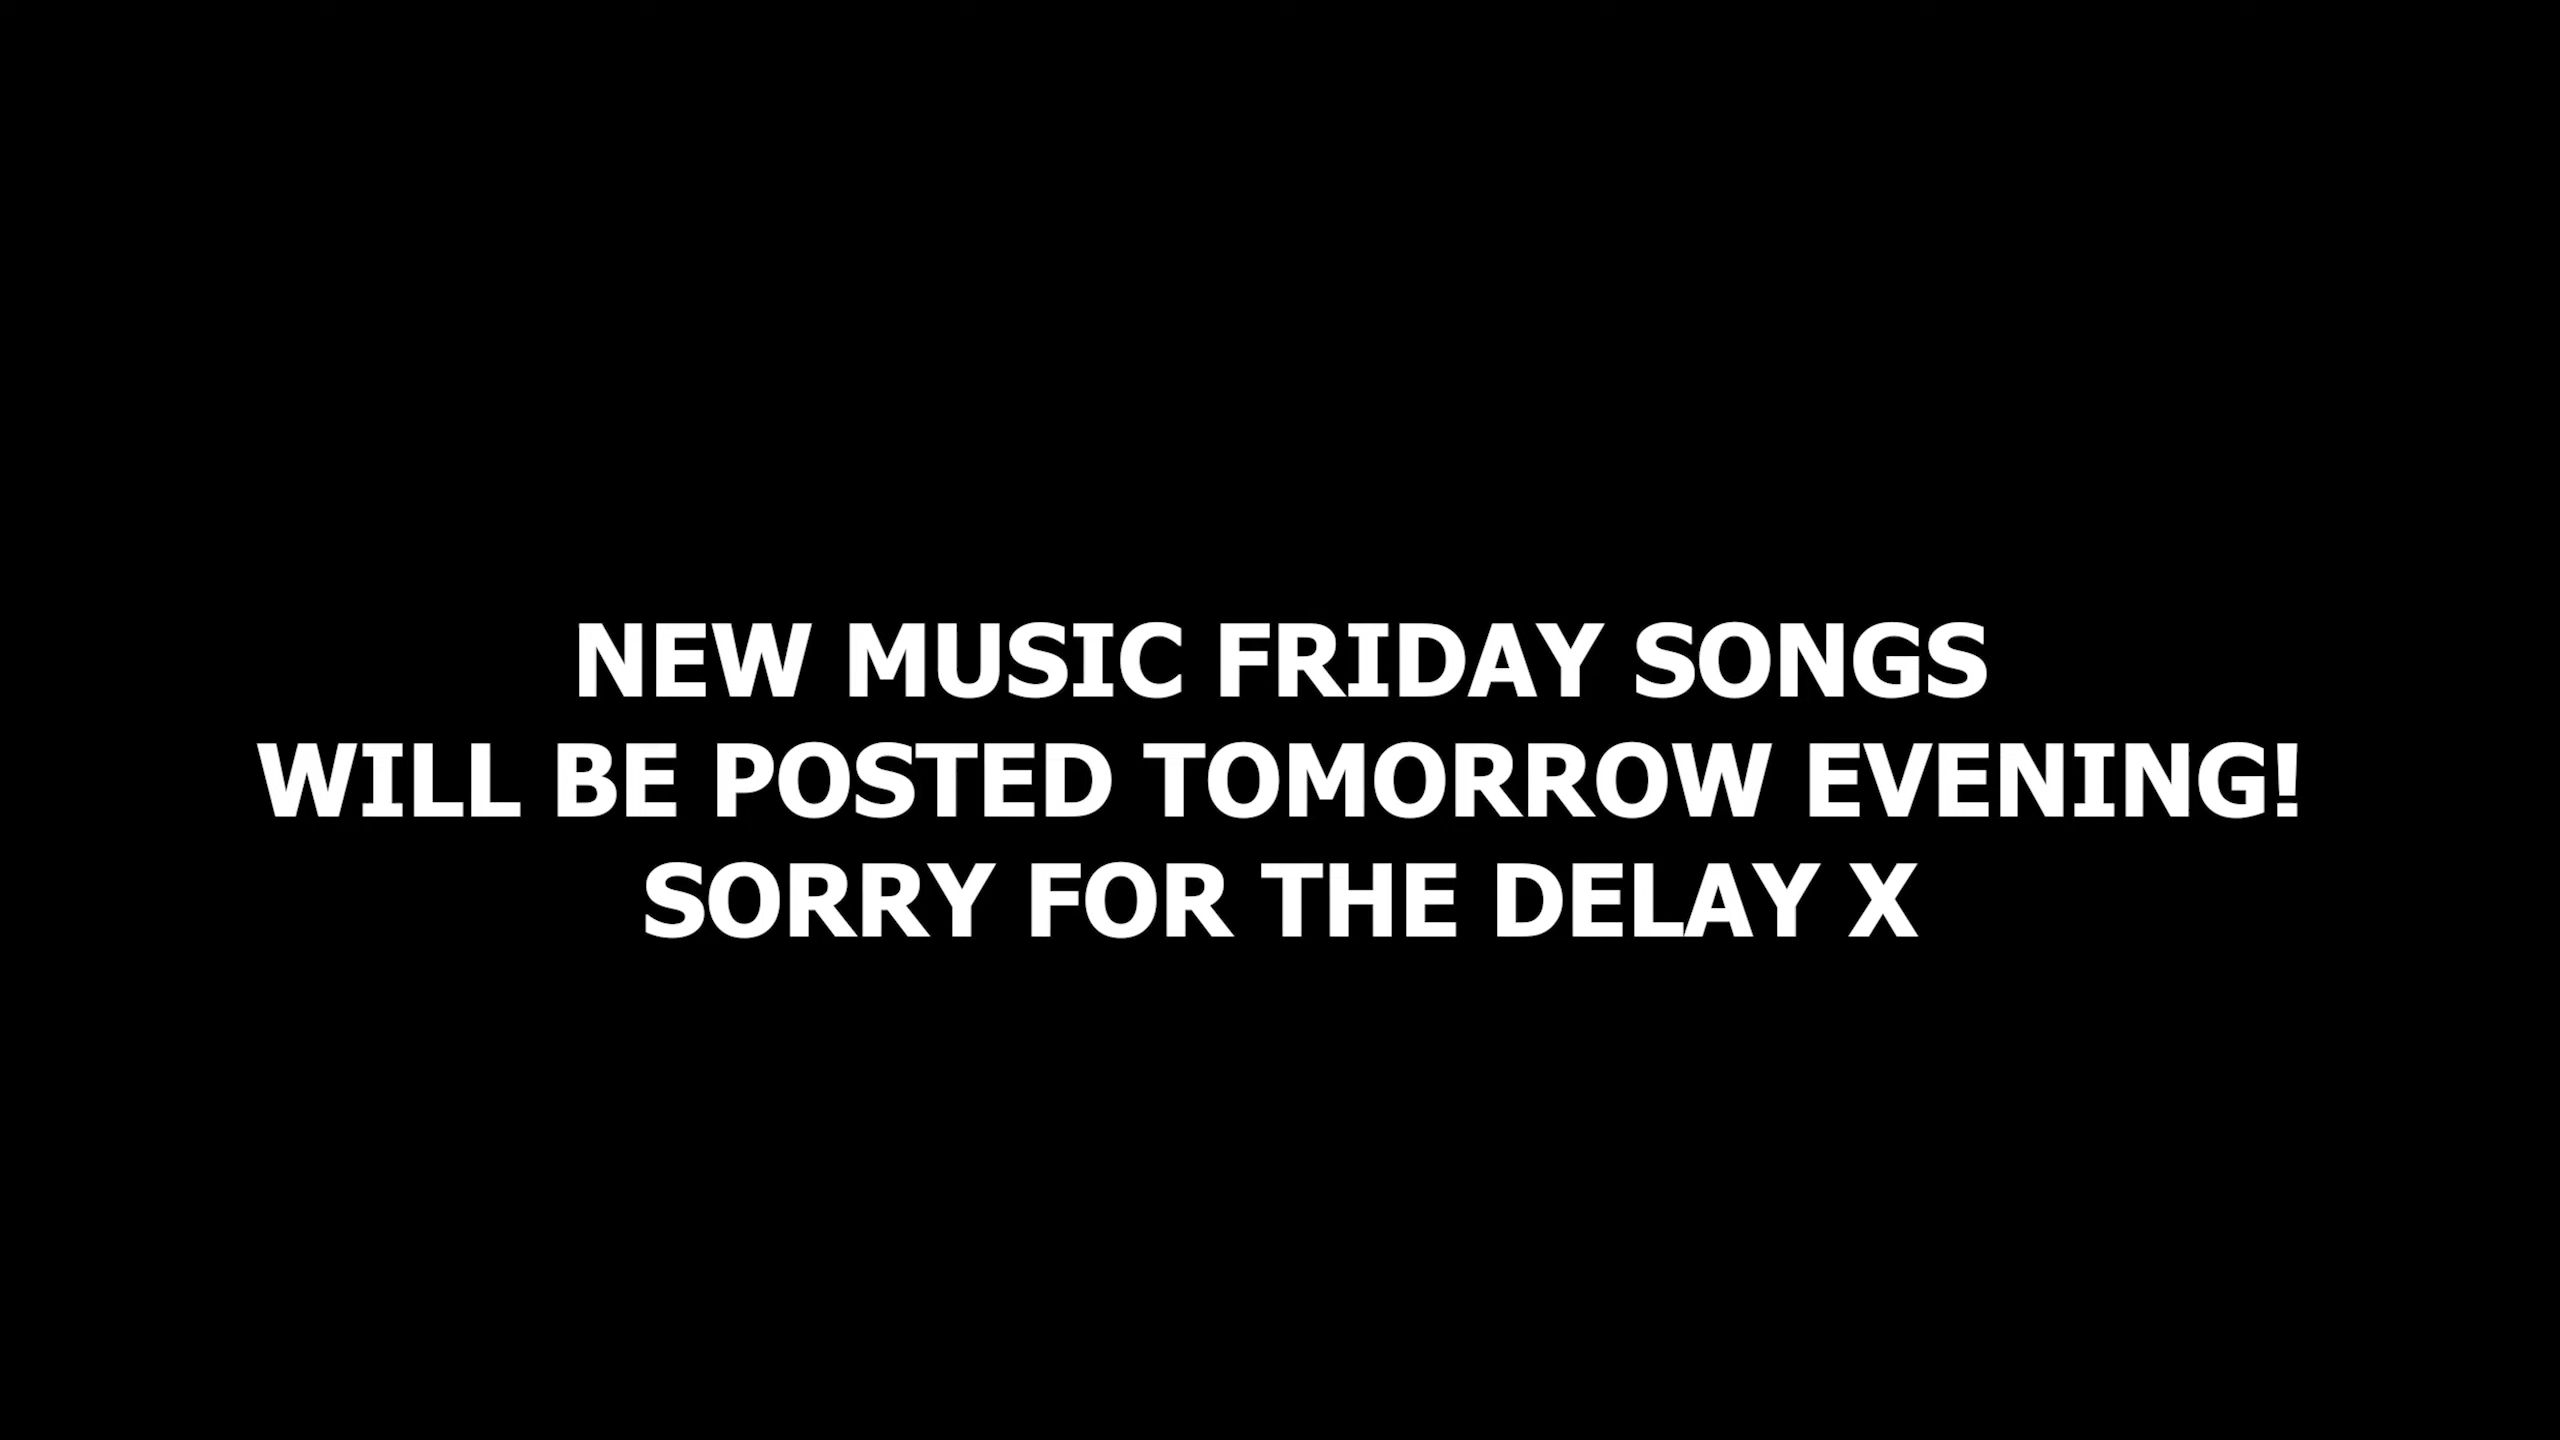 NEW MUSIC FRIDAY SONGS
WILL BE POSTED TOMORROW EVENING!
SORRY FOR THE DELAY X